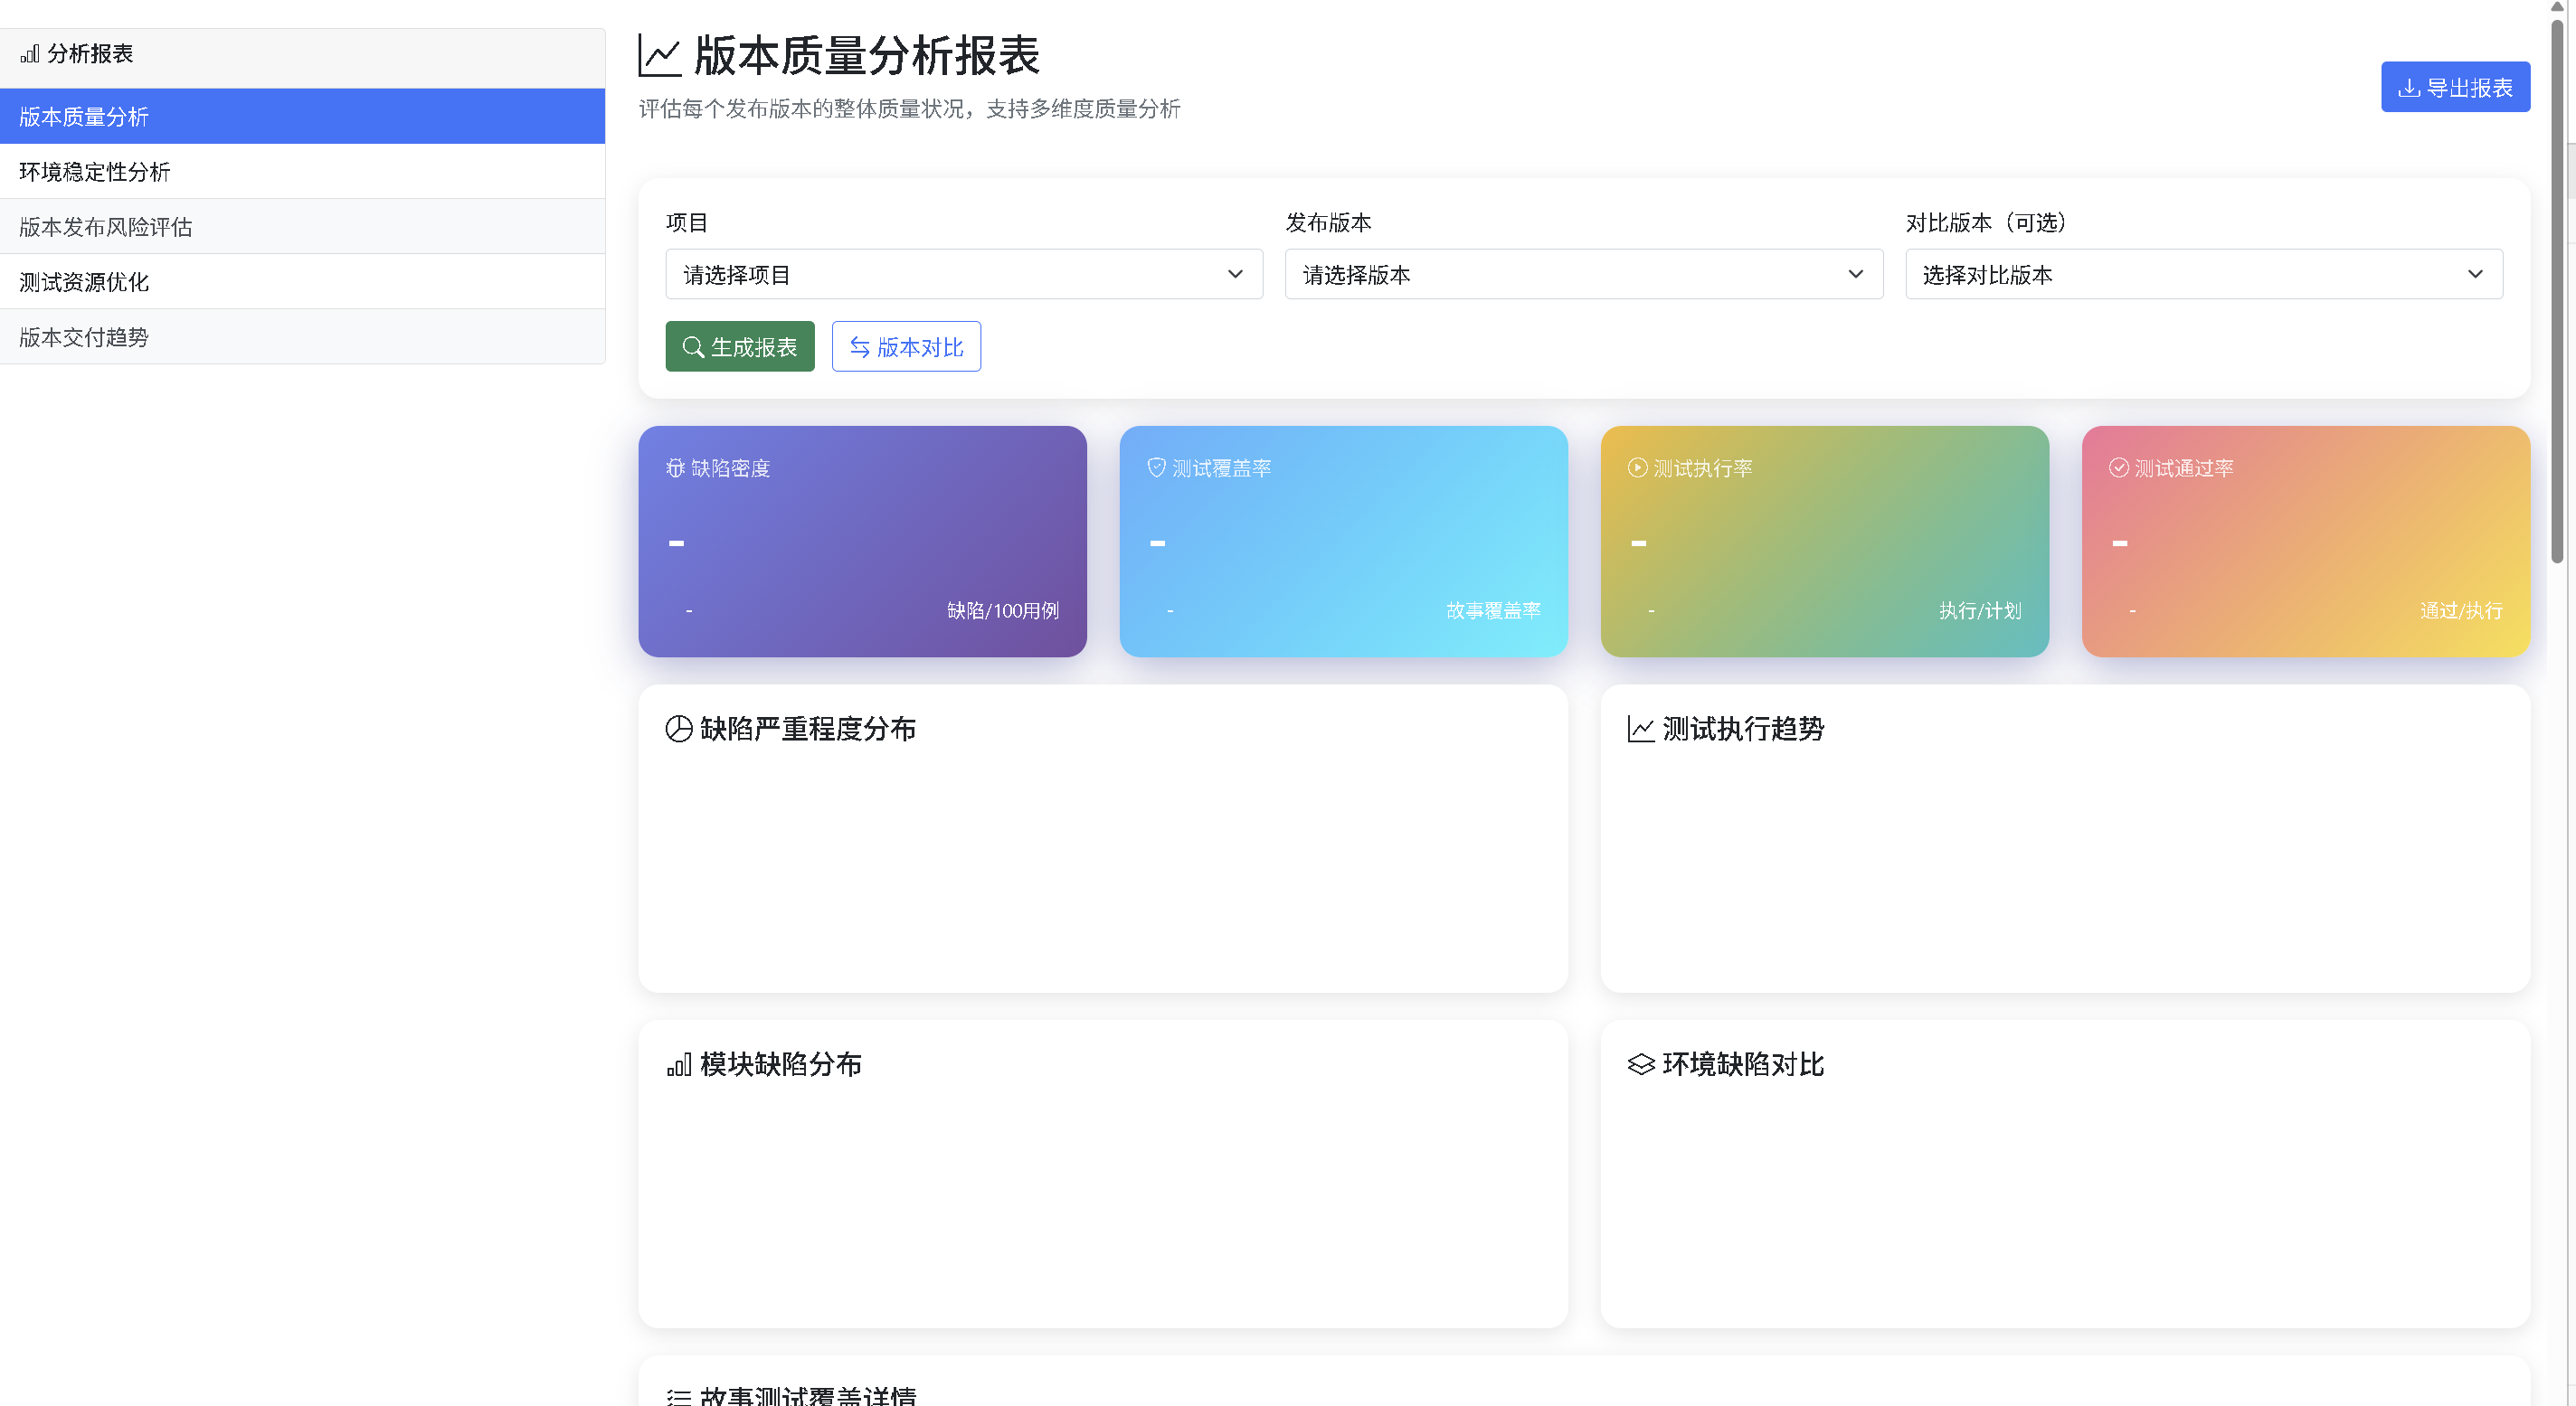 分析报表
版本质量分析
环境稳定性分析
版本发布风险评估
测试资源优化
版本交付趋势
版本质量分析报表
评估每个发布版本的整体质量状况，支持多维度质量分析
导出报表
项目
请选择项目
发布版本
请选择版本
对比版本（可选）
选择对比版本
生成报表
版本对比
缺陷密度
-
- 缺陷/100用例
测试覆盖率
-
- 故事覆盖率
测试执行率
-
- 执行/计划
测试通过率
-
- 通过/执行
缺陷严重程度分布
测试执行趋势
模块缺陷分布
环境缺陷对比
故事测试覆盖详情